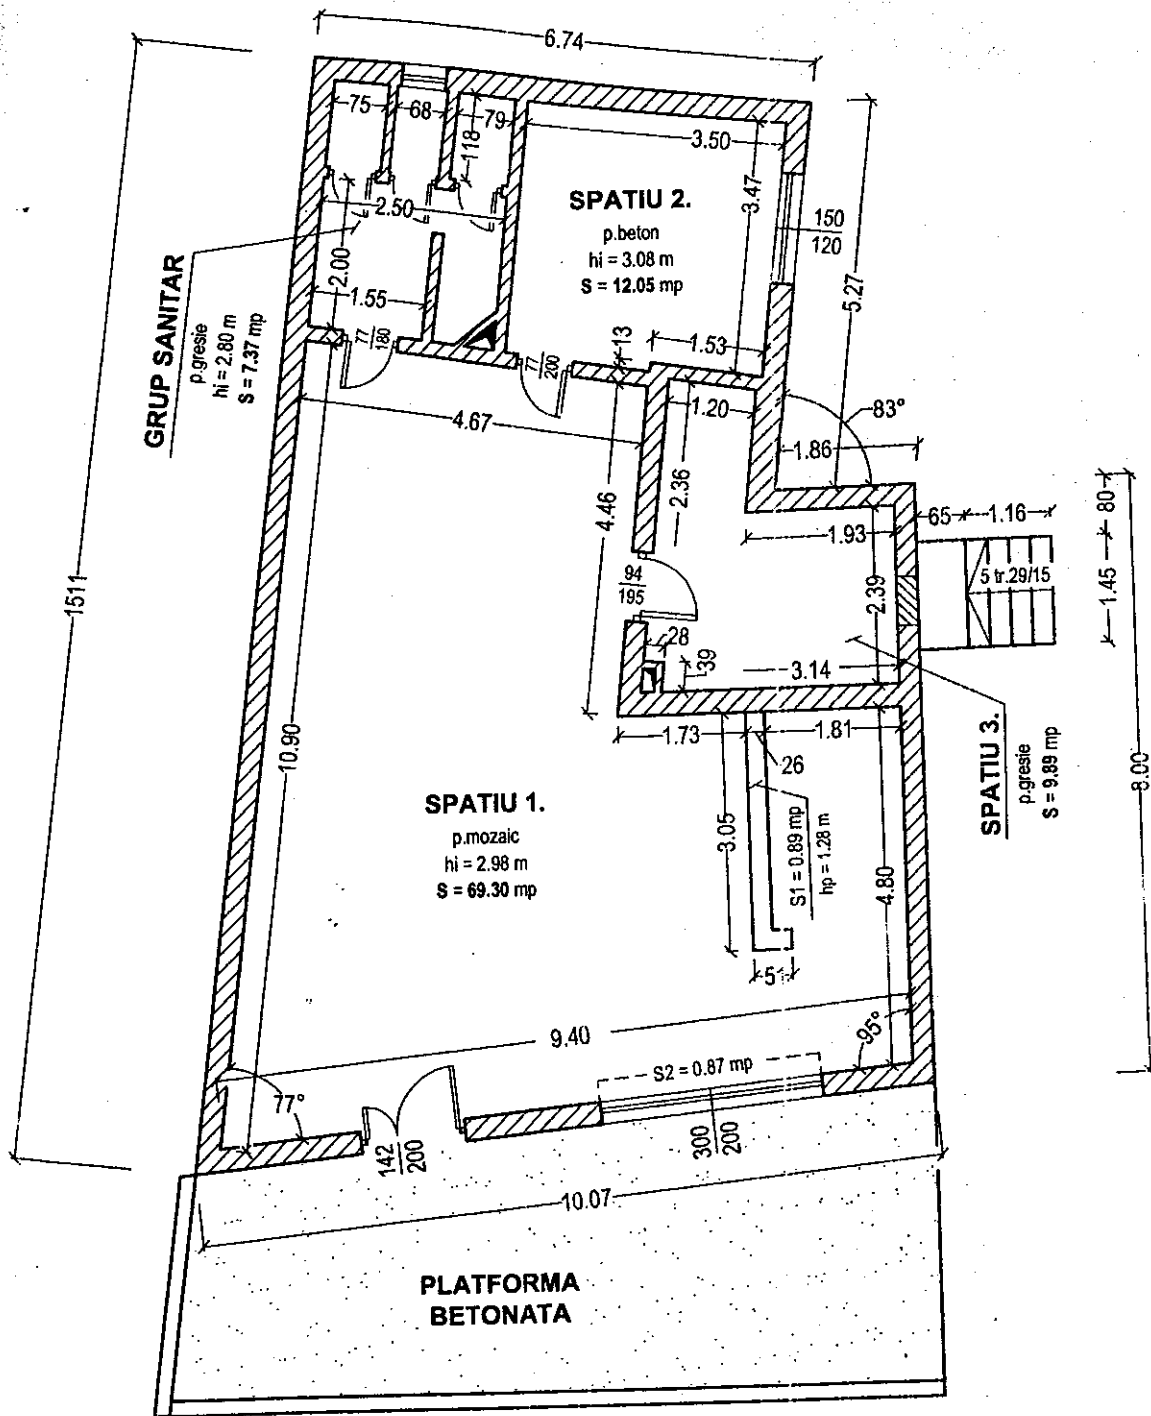 6.74
75
68
79
118
3.50
3.47
SPATIU 2.
p.beton
hi = 3.08 m
S = 12.05 mp
150
120
5.27
2.50
2.00
1.55
GRUP SANITAR
p.gresie
hi = 2.80 m
S = 7.37 mp
77
180
77
200
13
1.53
83°
1.20
1.86
4.67
2.36
4.46
65
1.16
80
1.93
5 tr.29/15
1.45
94
195
2.39
28
39
3.14
1511
1.73
1.81
26
SPATIU 3.
p.gresie
S = 9.89 mp
8.00
10.90
SPATIU 1.
p.mozaic
hi = 2.98 m
S = 69.30 mp
3.05
S1 = 0.89 mp
hp = 1.28 m
4.80
51
9.40
95°
S2 = 0.87 mp
77°
142
200
300
200
10.07
PLATFORMA
BETONATA